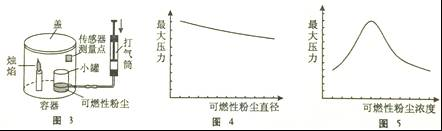 盖
传感器
测量点
打气筒
烛焰
小罐
容器
可燃性粉尘
图 3
最大压力
可燃性粉尘直径
图 4
最大压力
可燃性粉尘浓度
图 5